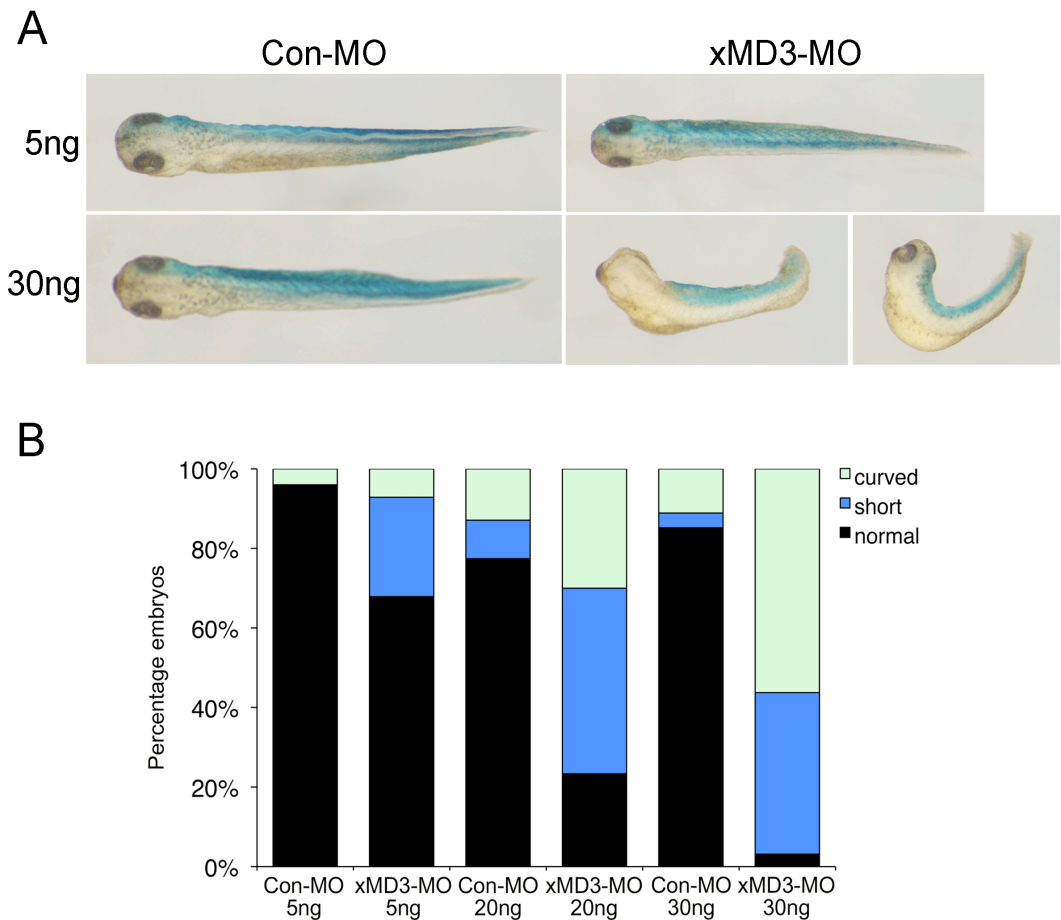 A
Con-MO xMD3-MO
5ng
30ng
B
100%
80%
60%
40%
20%
0%
Percentage embryos
curved
short
normal
Con-MO xMD3-MO Con-MO xMD3-MO Con-MO xMD3-MO
5ng 5ng 20ng 20ng 30ng 30ng